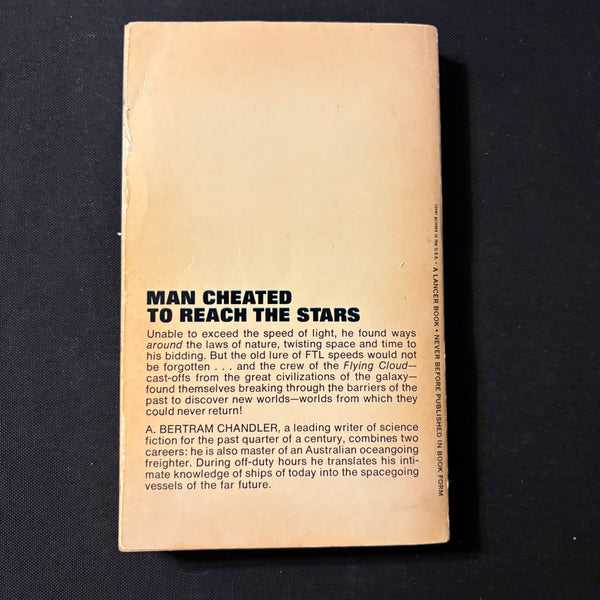 MAN CHEATED
TO REACH THE STARS
Unable to exceed the speed of light, he found ways
around the laws of nature, twisting space and time to
his bidding. But the old lure of FTL speeds would not
be forgotten . . . and the crew of the Flying Cloud—
cast-offs from the great civilizations of the galaxy—
found themselves breaking through the barriers of the
past to discover new worlds—worlds from which they
could never return!
A. BERTRAM CHANDLER, a leading writer of science
fiction for the past quarter of a century, combines two
careers: he is also master of an Australian oceangoing
freighter. During off-duty hours he translates his inti-
mate knowledge of ships of today into the spacegoing
vessels of the far future.
Cover printed in the U.S.A. • A LANCER BOOK • NEVER BEFORE PUBLISHED IN BOOK FORM